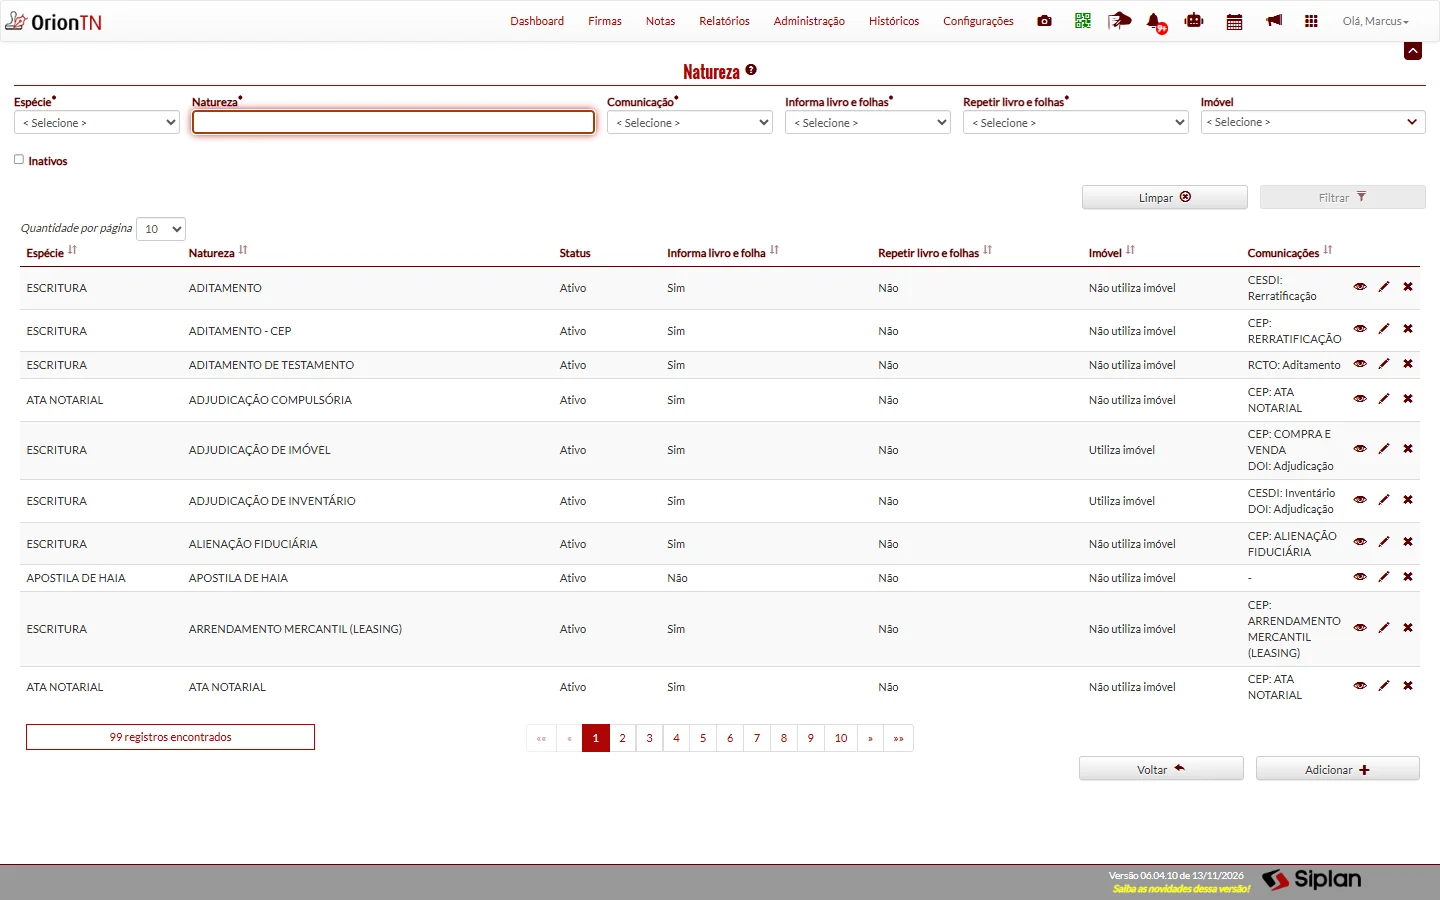 OrionTN
Dashboard Firmas Notas Relatórios Administração Históricos Configurações 9+ Olá, Marcus
Natureza
Espécie* Natureza* Comunicação* Informa livro e folhas* Repetir livro e folhas* Imóvel
< Selecione > < Selecione > < Selecione > < Selecione > < Selecione >
Inativos
Limpar Filtrar
Quantidade por página 10
Espécie Natureza Status Informa livro e folha Repetir livro e folhas Imóvel Comunicações
ESCRITURA ADITAMENTO Ativo Sim Não Não utiliza imóvel CESDI:
Rerratificação
ESCRITURA ADITAMENTO - CEP Ativo Sim Não Não utiliza imóvel CEP:
RERRATIFICAÇÃO
ESCRITURA ADITAMENTO DE TESTAMENTO Ativo Sim Não Não utiliza imóvel RCTO: Aditamento
ATA NOTARIAL ADJUDICAÇÃO COMPULSÓRIA Ativo Sim Não Não utiliza imóvel CEP: ATA
NOTARIAL
ESCRITURA ADJUDICAÇÃO DE IMÓVEL Ativo Sim Não Utiliza imóvel CEP: COMPRA E
VENDA
DOI: Adjudicação
ESCRITURA ADJUDICAÇÃO DE INVENTÁRIO Ativo Sim Não Utiliza imóvel CESDI: Inventário
DOI: Adjudicação
ESCRITURA ALIENAÇÃO FIDUCIÁRIA Ativo Sim Não Não utiliza imóvel CEP: ALIENAÇÃO
FIDUCIÁRIA
APOSTILA DE HAIA APOSTILA DE HAIA Ativo Não Não Não utiliza imóvel -
ESCRITURA ARRENDAMENTO MERCANTIL (LEASING) Ativo Sim Não Não utiliza imóvel CEP:
ARRENDAMENTO
MERCANTIL
(LEASING)
ATA NOTARIAL ATA NOTARIAL Ativo Sim Não Não utiliza imóvel CEP: ATA
NOTARIAL
99 registros encontrados «« « 1 2 3 4 5 6 7 8 9 10 » »»
Voltar Adicionar
Versão 06.04.10 de 13/11/2026
Saiba as novidades dessa versão!
Siplan